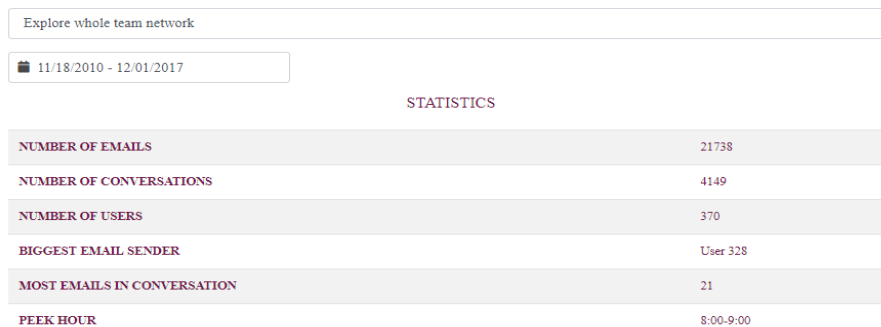 Explore whole team network
11/18/2010 - 12/01/2017
STATISTICS
NUMBER OF EMAILS 21738
NUMBER OF CONVERSATIONS 4149
NUMBER OF USERS 370
BIGGEST EMAIL SENDER User 328
MOST EMAILS IN CONVERSATION 21
PEEK HOUR 8:00-9:00